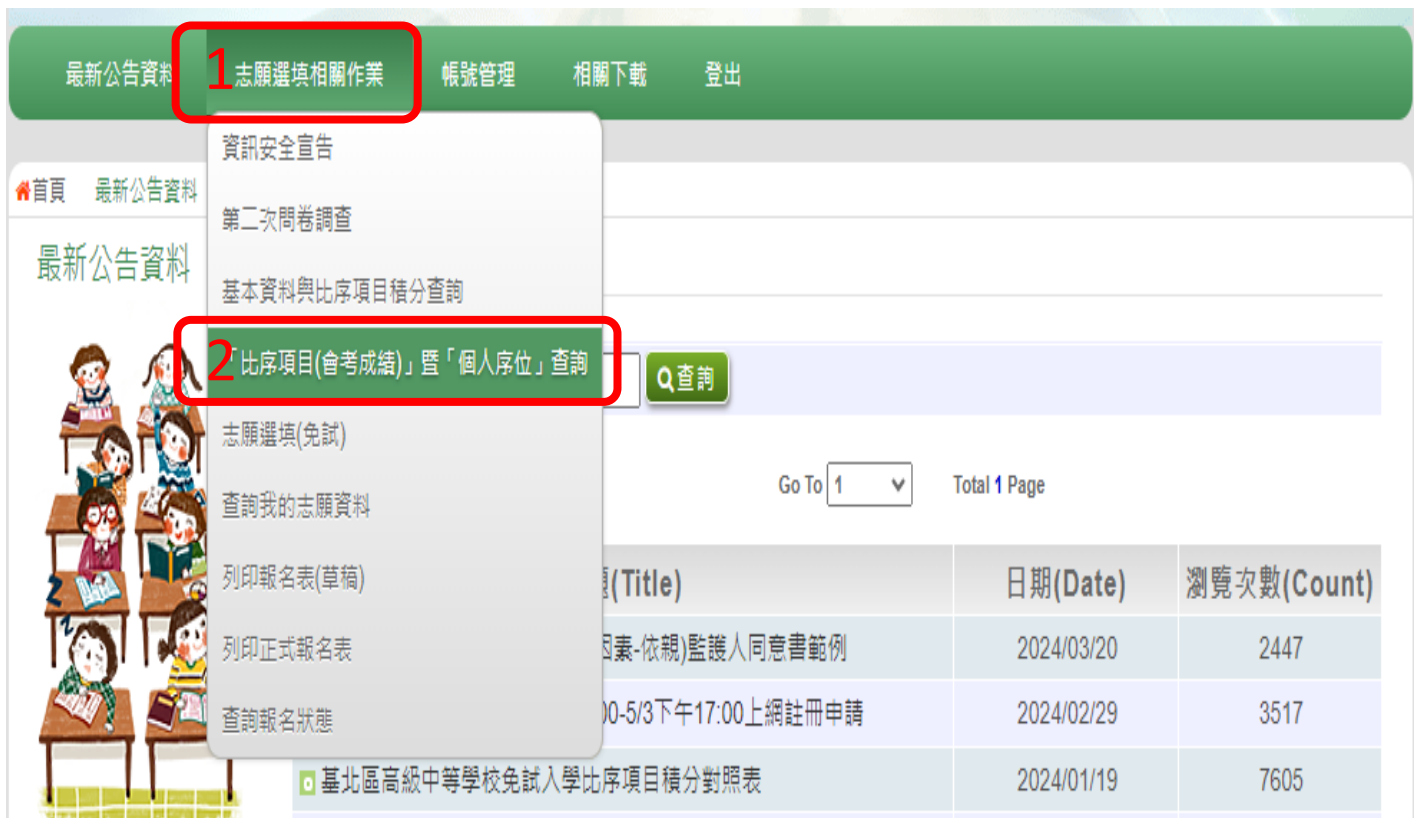 最新公告資料 1 志願選填相關作業 帳號管理 相關下載 登出
資訊安全宣告
首頁 最新公告資料
第二次問卷調查
最新公告資料
基本資料與比序項目積分查詢
2「比序項目(會考成績)」暨「個人序位」查詢
查詢
志願選填(免試)
Go To 1 Total 1 Page
查詢我的志願資料
列印報名表(草稿)
(Title) 日期(Date) 瀏覽次數(Count)
列印正式報名表
因素-依親)監護人同意書範例 2024/03/20 2447
查詢報名狀態
00-5/3下午17:00上網註冊申請 2024/02/29 3517
基北區高級中等學校免試入學比序項目積分對照表 2024/01/19 7605